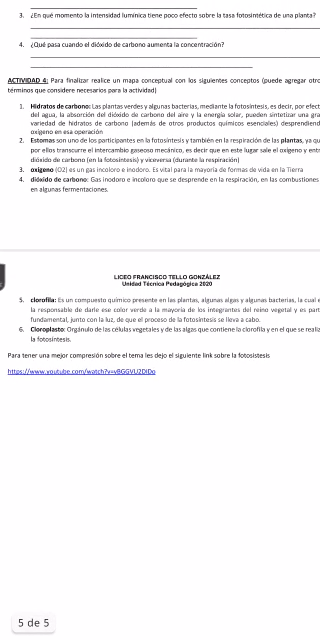 3. ¿En qué momento la intensidad lumínica tiene poco efecto sobre la tasa fotosintética de una planta?
4. ¿Qué pasa cuando el dióxido de carbono aumenta la concentración?
ACTIVIDAD 4: Para finalizar realice un mapa conceptual con los siguientes conceptos (puede agregar otro
términos que considere necesarios para la actividad)
1. Hidratos de carbono: Las plantas verdes y algunas bacterias, mediante la fotosíntesis, es decir, por efect
del agua, la absorción del dióxido de carbono del aire y la energía solar, pueden sintetizar una gra
variedad de hidratos de carbono (además de otros productos químicos esenciales) desprendiend
oxígeno en esa operación
2. Estomas son uno de los participantes en la fotosíntesis y también en la respiración de las plantas, ya qu
por ellos transcurre el intercambio gaseoso mecánico, es decir que en este lugar sale el oxígeno y entr
dióxido de carbono (en la fotosíntesis) y viceversa (durante la respiración)
3. oxígeno (O2) es un gas incoloro e inodoro. Es vital para la mayoría de formas de vida en la Tierra
4. dióxido de carbono: Gas inodoro e incoloro que se desprende en la respiración, en las combustiones
en algunas fermentaciones.
LICEO FRANCISCO TELLO GONZÁLEZ
Unidad Técnica Pedagógica 2020
5. clorofila: Es un compuesto químico presente en las plantas, algunas algas y algunas bacterias, la cual e
la responsable de darle ese color verde a la mayoría de los integrantes del reino vegetal y es part
fundamental, junto con la luz, de que el proceso de la fotosíntesis se lleva a cabo.
6. Cloroplasto: Orgánulo de las células vegetales y de las algas que contiene la clorofila y en el que se realiz
la fotosíntesis.
Para tener una mejor compresión sobre el tema les dejo el siguiente link sobre la fotosistesis
https://www.youtube.com/watch?v=vBGGVU2DIDo
5 de 5